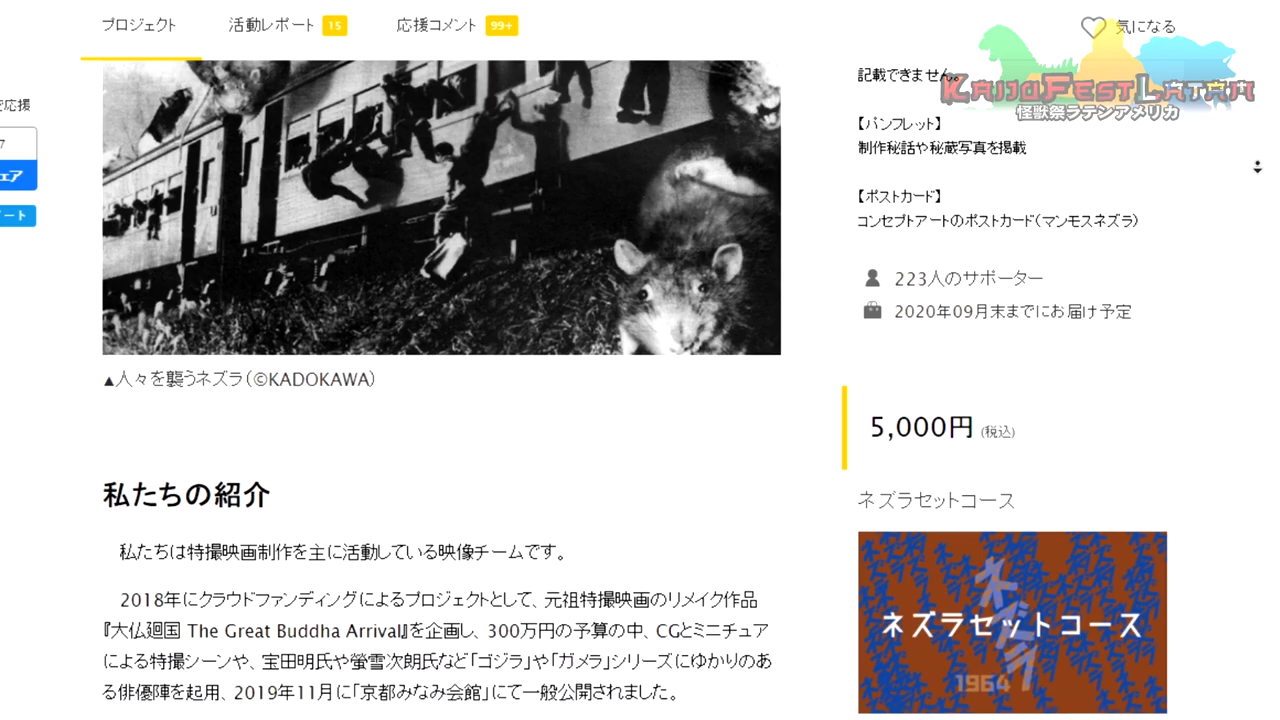 プロジェクト
活動レポート 15
応援コメント 99+
気になる
応援
7
ェア
ート
KAIJU FEST LATAM
怪獣祭ラテンアメリカ
記載できません。
【パンフレット】
制作秘話や秘蔵写真を掲載
【ポストカード】
コンセプトアートのポストカード（マンモスネズラ）
223人のサポーター
2020年09月末までにお届け予定
▲人々を襲うネズラ（©KADOKAWA）
5,000円 (税込)
私たちの紹介
私たちは特撮映画制作を主に活動している映像チームです。
2018年にクラウドファンディングによるプロジェクトとして、元祖特撮映画のリメイク作品
『大仏廻国 The Great Buddha Arrival』を企画し、300万円の予算の中、CGとミニチュア
による特撮シーンや、宝田明氏や螢雪次朗氏など「ゴジラ」や「ガメラ」シリーズにゆかりのあ
る俳優陣を起用、2019年11月に「京都みなみ会館」にて一般公開されました。
ネズラセットコース
ネズラセットコース
ネズラ
1964